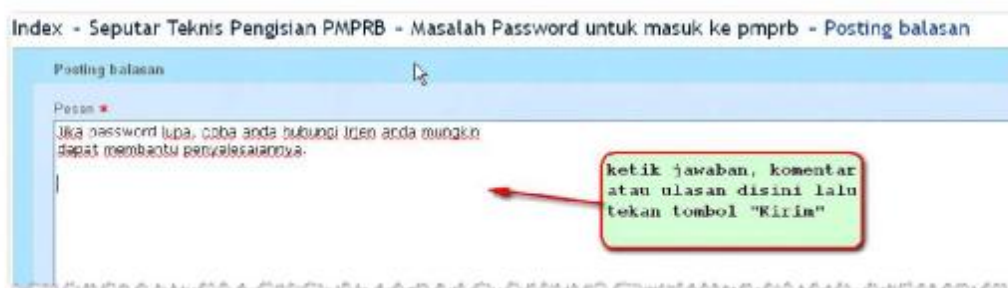 Index - Seputar Teknis Pengisian PMPRB - Masalah Password untuk masuk ke pmprb - Posting balasan
Posting balasan
Pesan *
Jika password lupa, coba anda hubungi Irjen anda mungkin
dapat membantu penyelesaiannya.
ketik jawaban, komentar
atau ulasan disini lalu
tekan tombol "Kirim"